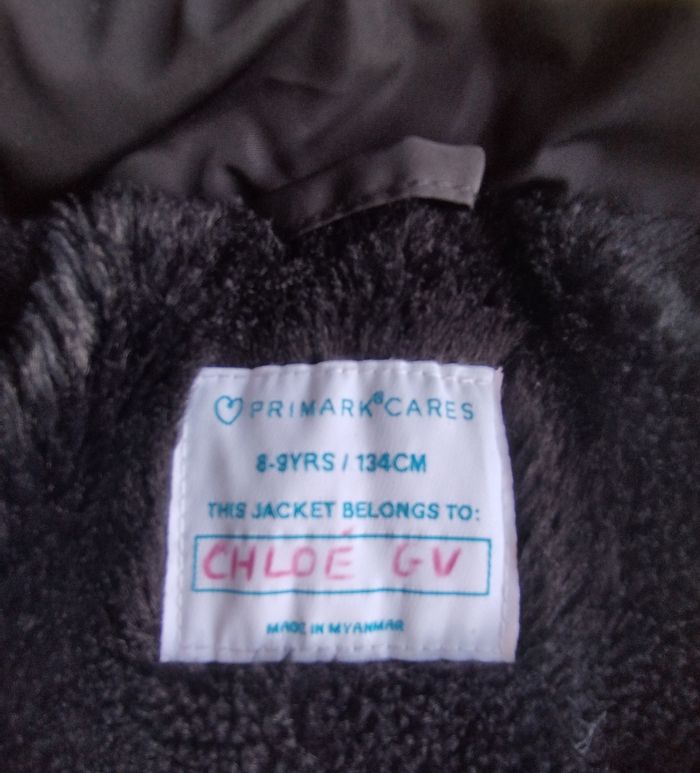 PRIMARK® CARES
8-9YRS / 134CM
THIS JACKET BELONGS TO:
CHLOÉ GV
MADE IN MYANMAR